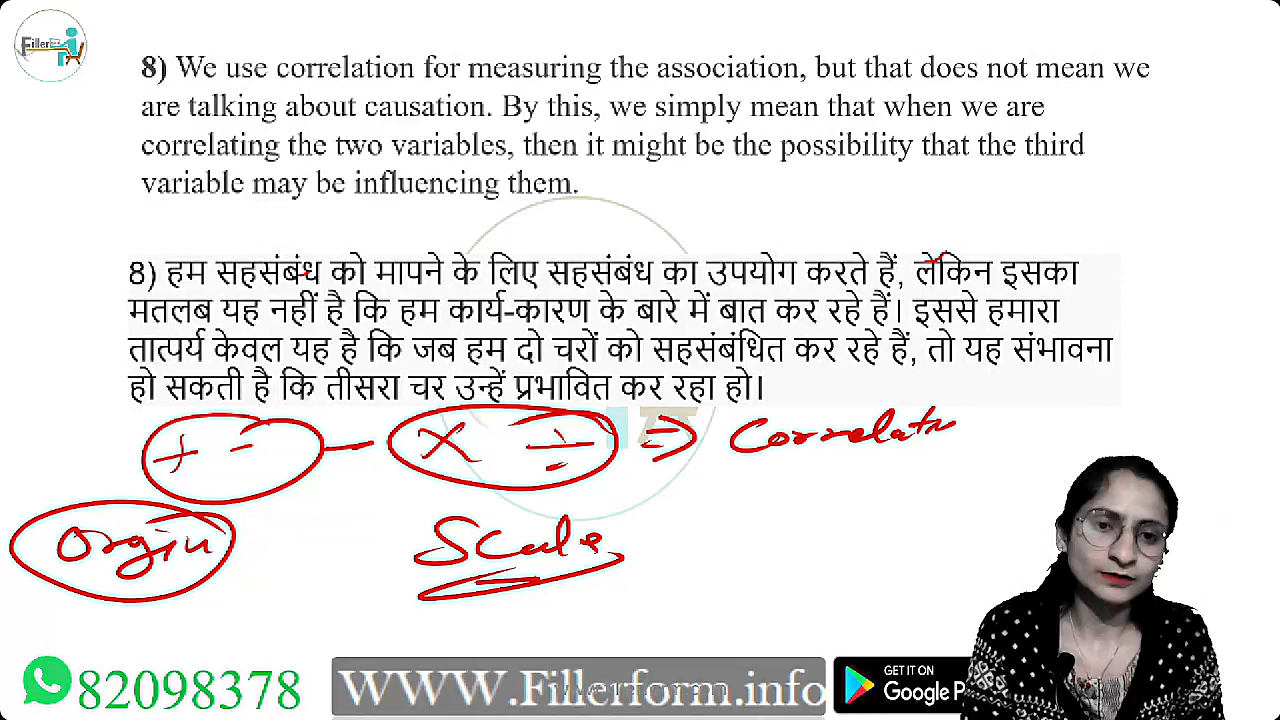 Filler
8) We use correlation for measuring the association, but that does not mean we
are talking about causation. By this, we simply mean that when we are
correlating the two variables, then it might be the possibility that the third
variable may be influencing them.
8) हम सहसंबंध को मापने के लिए सहसंबंध का उपयोग करते हैं, लेकिन इसका
मतलब यह नहीं है कि हम कार्य-कारण के बारे में बात कर रहे हैं। इससे हमारा
तात्पर्य केवल यह है कि जब हम दो चरों को सहसंबंधित कर रहे हैं, तो यह संभावना
हो सकती है कि तीसरा चर उन्हें प्रभावित कर रहा हो।
+ - — × ÷ ⇒ Correlatn
Orgin Scale
82098378 WWW.Fillerform.info GET IT ON
Google P